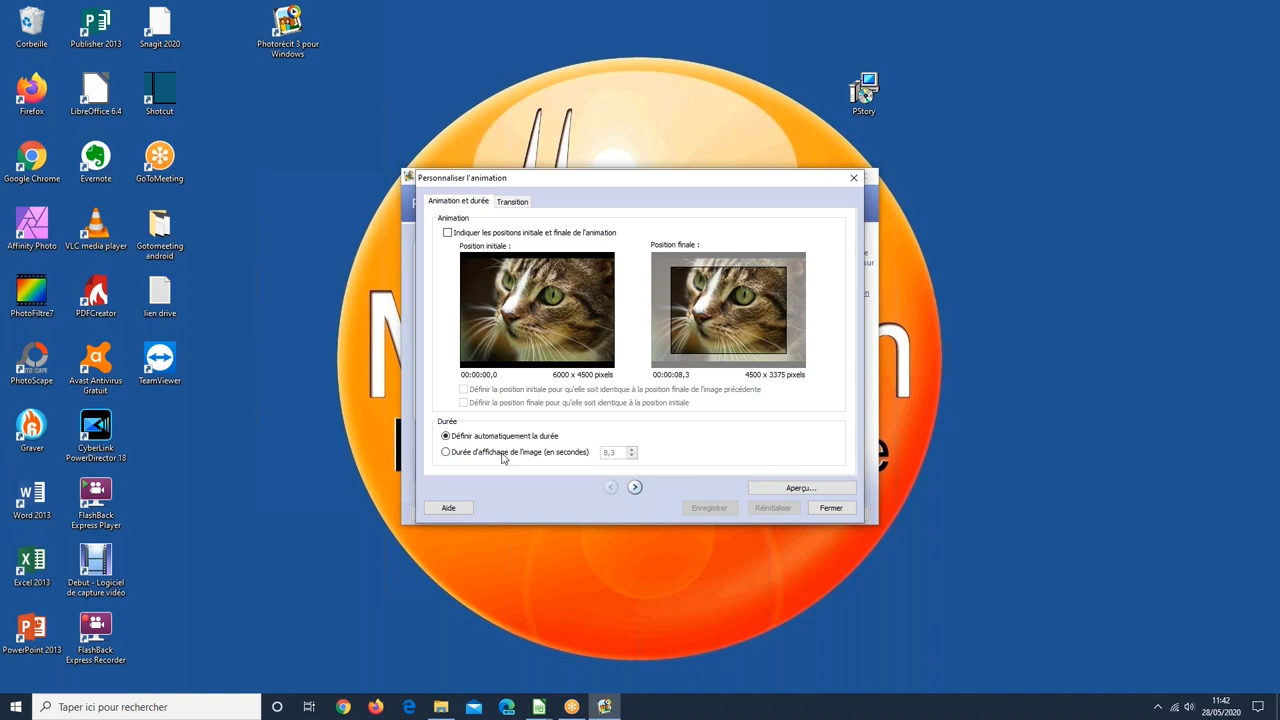 Corbeille
Publisher 2013
Snagit 2020
Photorécit 3 pour
Windows
Firefox
LibreOffice 6.4
Shotcut
PStory
Google Chrome
Evernote
GoToMeeting
Affinity Photo
VLC media player
Gotomeeting
android
PhotoFiltre7
PDFCreator
lien drive
PhotoScape
Avast Antivirus
Gratuit
TeamViewer
Graver
CyberLink
PowerDirector 18
Word 2013
FlashBack
Express Player
Excel 2013
Debut - Logiciel
de capture vidéo
PowerPoint 2013
FlashBack
Express Recorder
Personnaliser l'animation
Animation et durée
Transition
Animation
Indiquer les positions initiale et finale de l'animation
Position initiale :
Position finale :
00:00:00,0
6000 x 4500 pixels
00:00:08,3
4500 x 3375 pixels
Définir la position initiale pour qu'elle soit identique à la position finale de l'image précédente
Définir la position finale pour qu'elle soit identique à la position initiale
Durée
Définir automatiquement la durée
Durée d'affichage de l'image (en secondes)
8,3
Aperçu...
Aide
Enregistrer
Réinitialiser
Fermer
Taper ici pour rechercher
11:42
28/05/2020